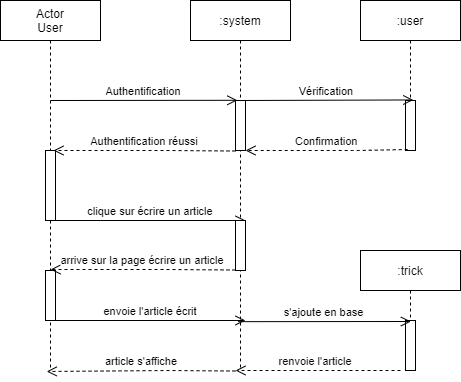 Actor
User
:system
:user
Authentification
Vérification
Authentification réussi
Confirmation
clique sur écrire un article
arrive sur la page écrire un article
:trick
envoie l'article écrit
s'ajoute en base
article s'affiche
renvoie l'article